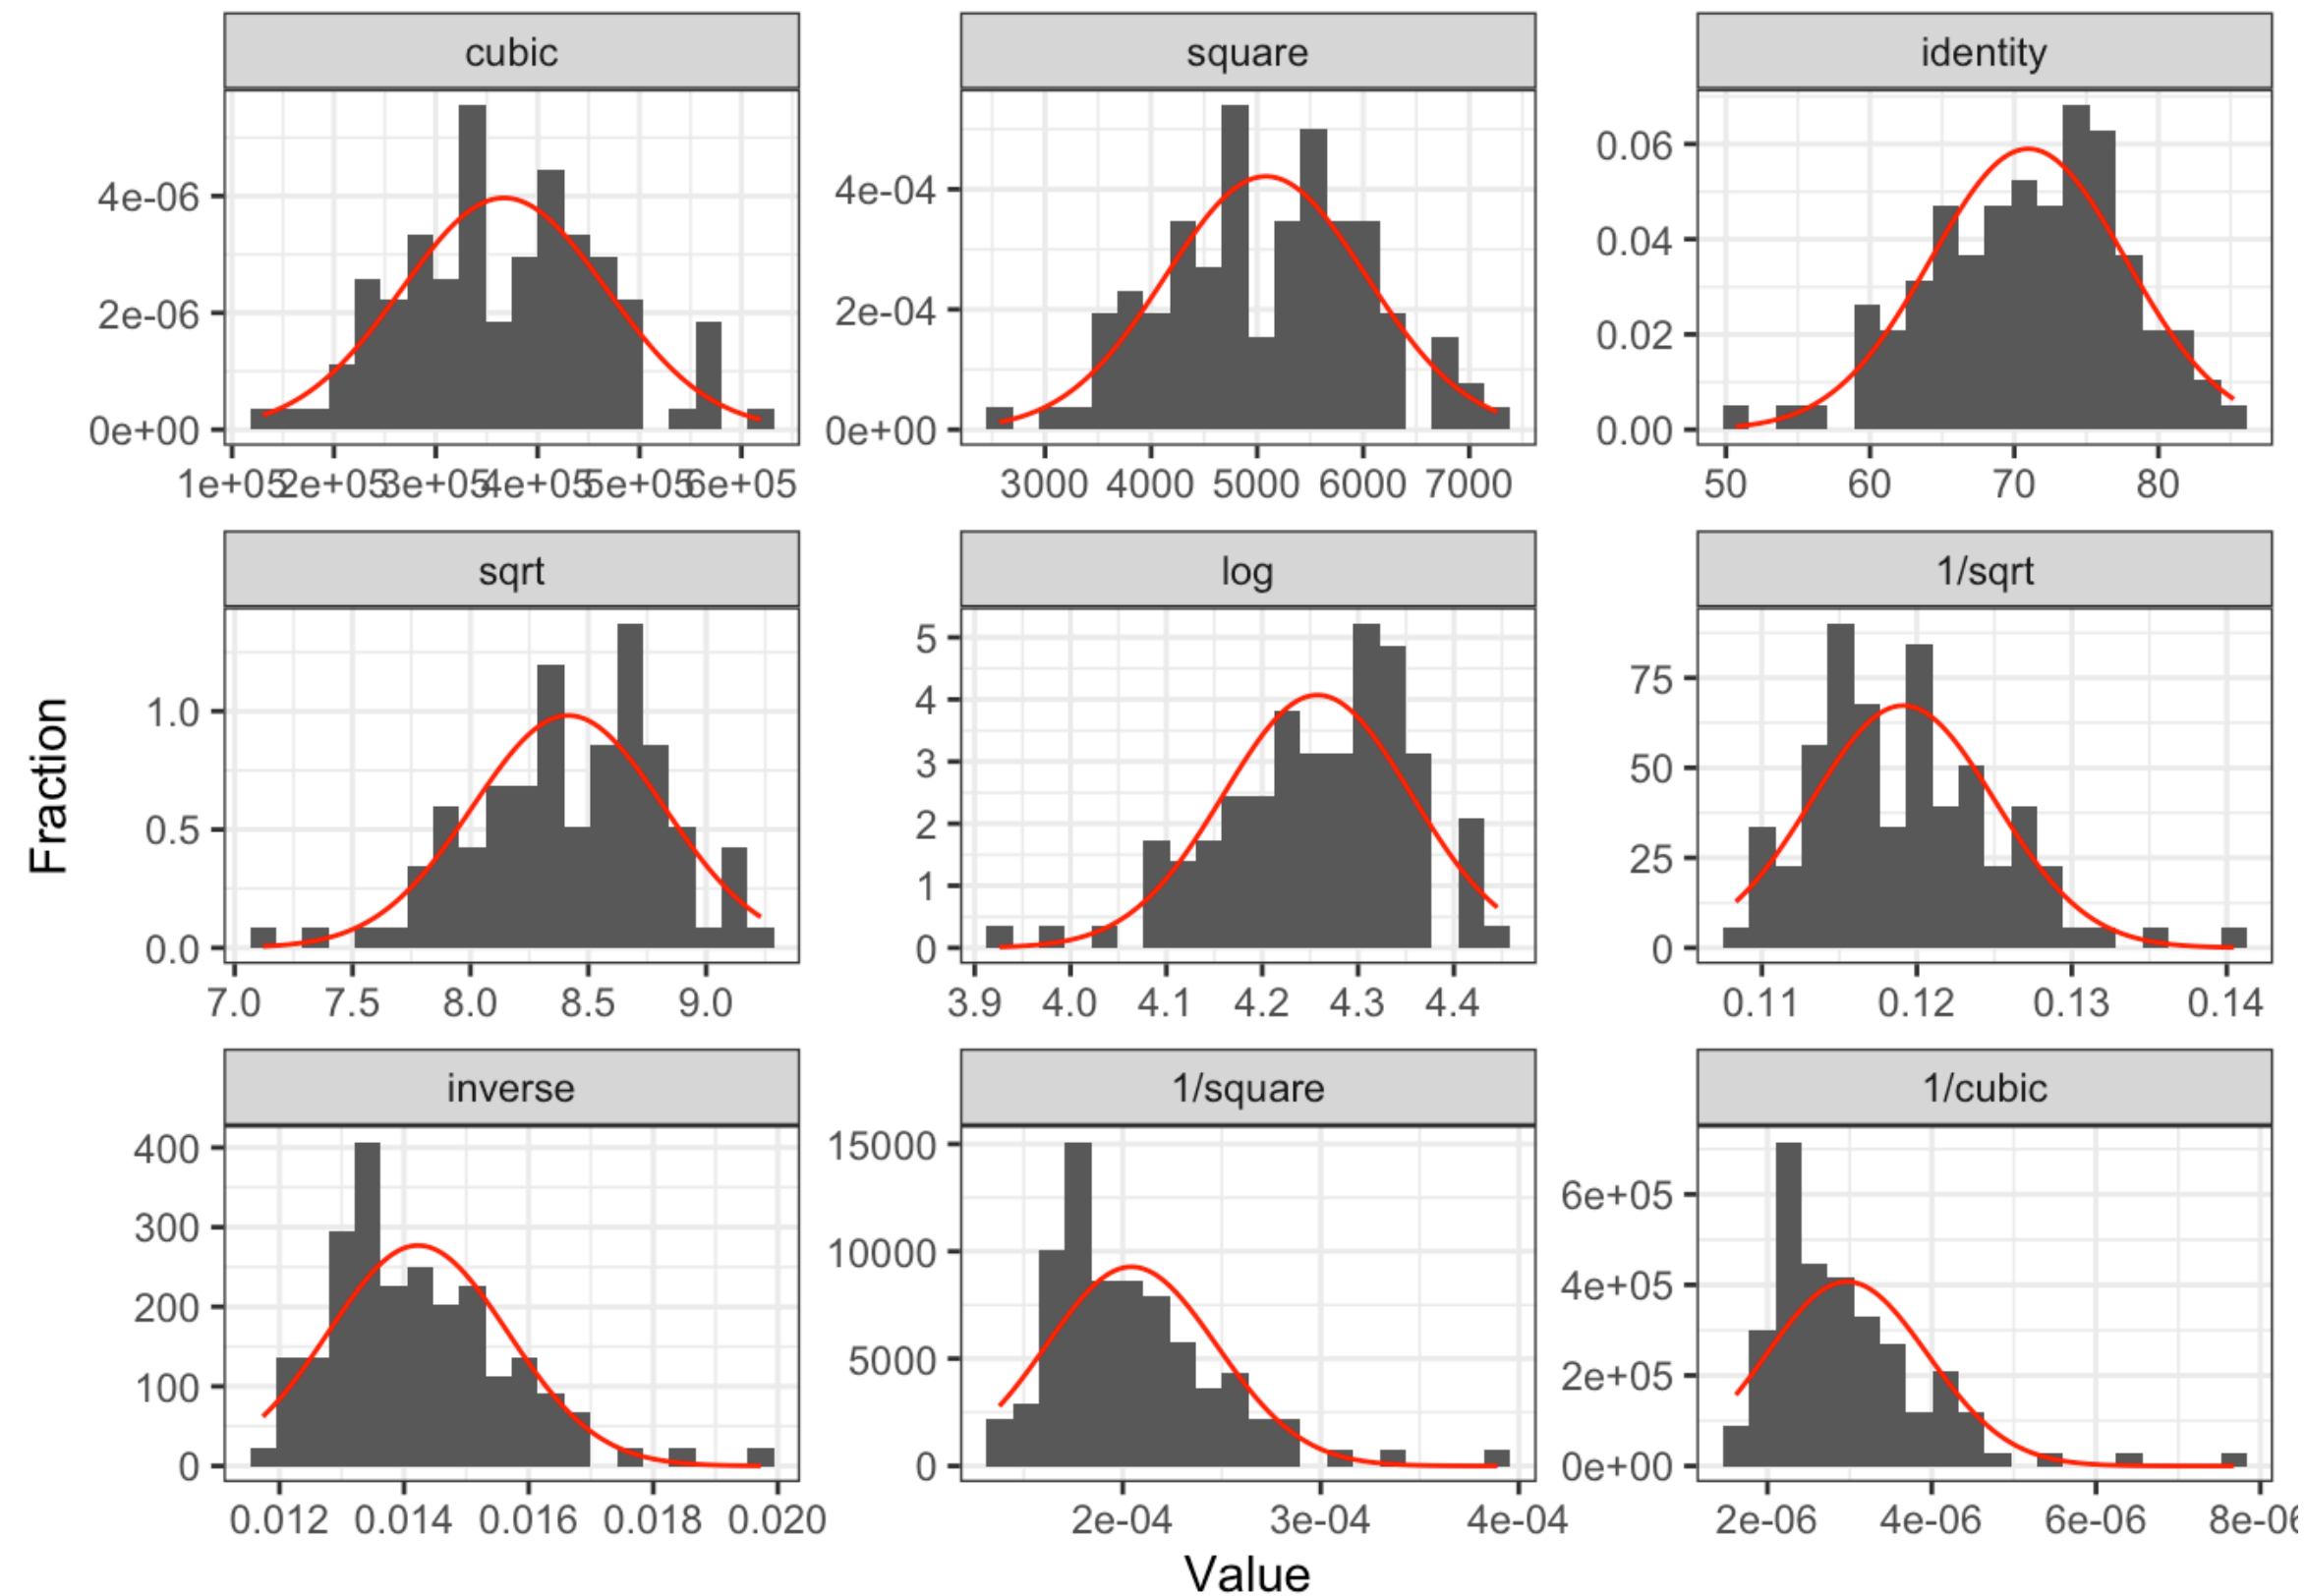 cubic square identity
4e-06
2e-06
0e+00
1e+05 2e+05 3e+05 4e+05 5e+05 6e+05
4e-04
2e-04
0e+00
3000 4000 5000 6000 7000
0.06
0.04
0.02
0.00
50 60 70 80
sqrt log 1/sqrt
Fraction
1.0
0.5
0.0
7.0 7.5 8.0 8.5 9.0
5
4
3
2
1
0
3.9 4.0 4.1 4.2 4.3 4.4
75
50
25
0
0.11 0.12 0.13 0.14
inverse 1/square 1/cubic
400
300
200
100
0
0.012 0.014 0.016 0.018 0.020
15000
10000
5000
0
2e-04 3e-04 4e-04
6e+05
4e+05
2e+05
0e+00
2e-06 4e-06 6e-06 8e-06
Value